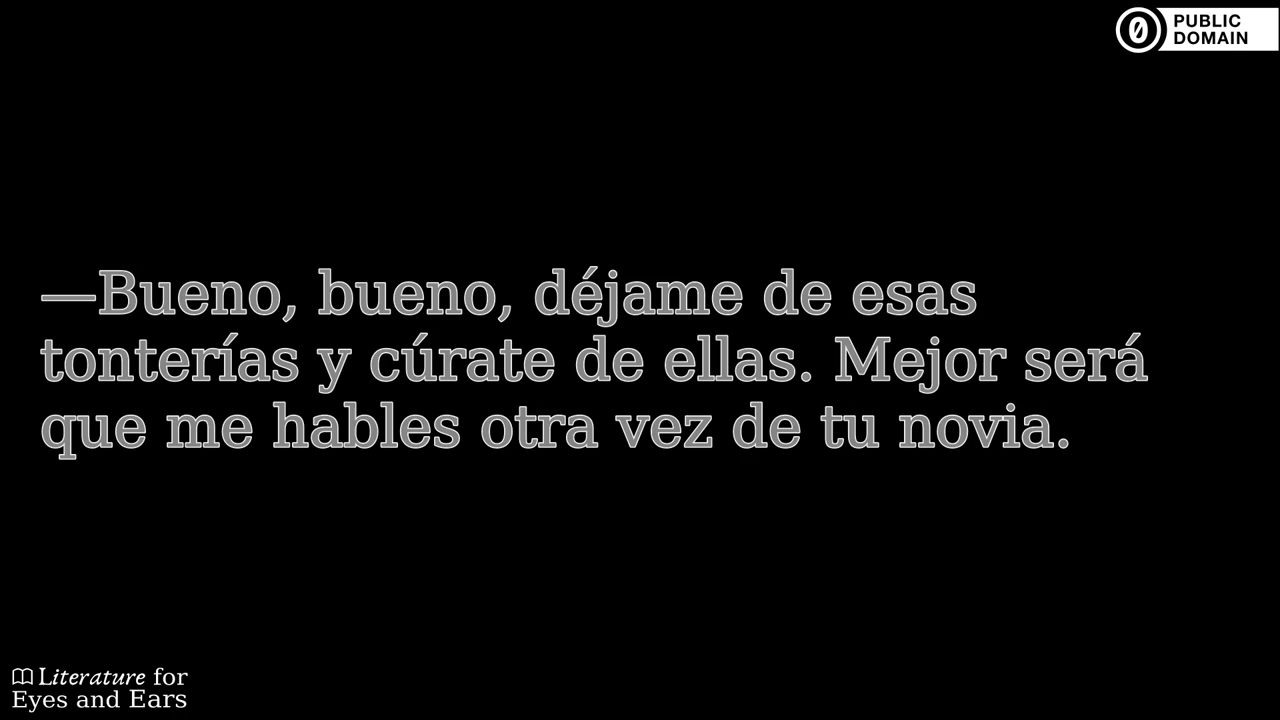 PUBLIC
DOMAIN
—Bueno, bueno, déjame de esas
tonterías y cúrate de ellas. Mejor será
que me hables otra vez de tu novia.
Literature for
Eyes and Ears